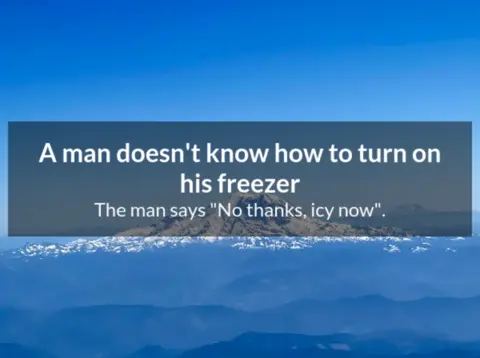 A man doesn't know how to turn on
his freezer
The man says "No thanks, icy now".